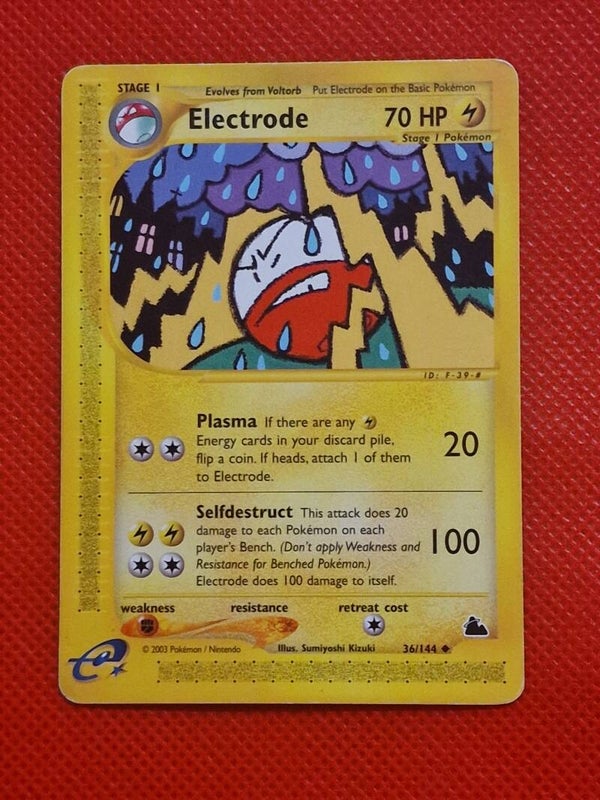 STAGE 1
Evolves from Voltorb Put Electrode on the Basic Pokémon
Electrode 70 HP
Stage 1 Pokémon
ID: F-39-#
Plasma If there are any
Energy cards in your discard pile,
flip a coin. If heads, attach 1 of them
to Electrode.
20
Selfdestruct This attack does 20
damage to each Pokémon on each
player's Bench. (Don't apply Weakness and
Resistance for Benched Pokémon.)
Electrode does 100 damage to itself.
100
weakness resistance retreat cost
© 2003 Pokémon / Nintendo Illus. Sumiyoshi Kizuki 36/144
e